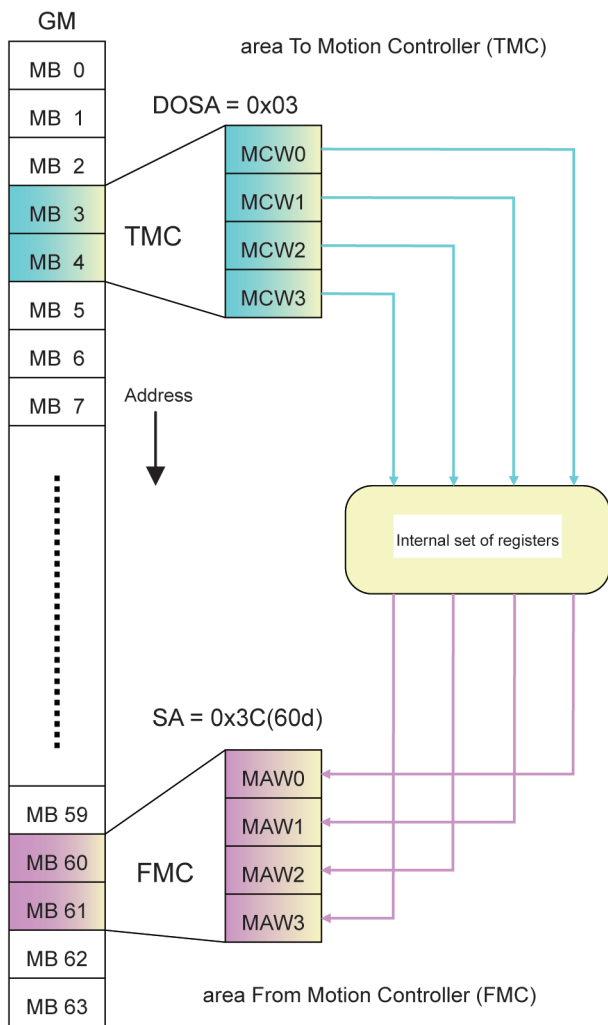 GM
area To Motion Controller (TMC)
MB 0
MB 1
MB 2
MB 3
MB 4
MB 5
MB 6
MB 7
DOSA = 0x03
TMC
MCW0
MCW1
MCW2
MCW3
Address
Internal set of registers
SA = 0x3C(60d)
MB 59
MB 60
MB 61
MB 62
MB 63
FMC
MAW0
MAW1
MAW2
MAW3
area From Motion Controller (FMC)